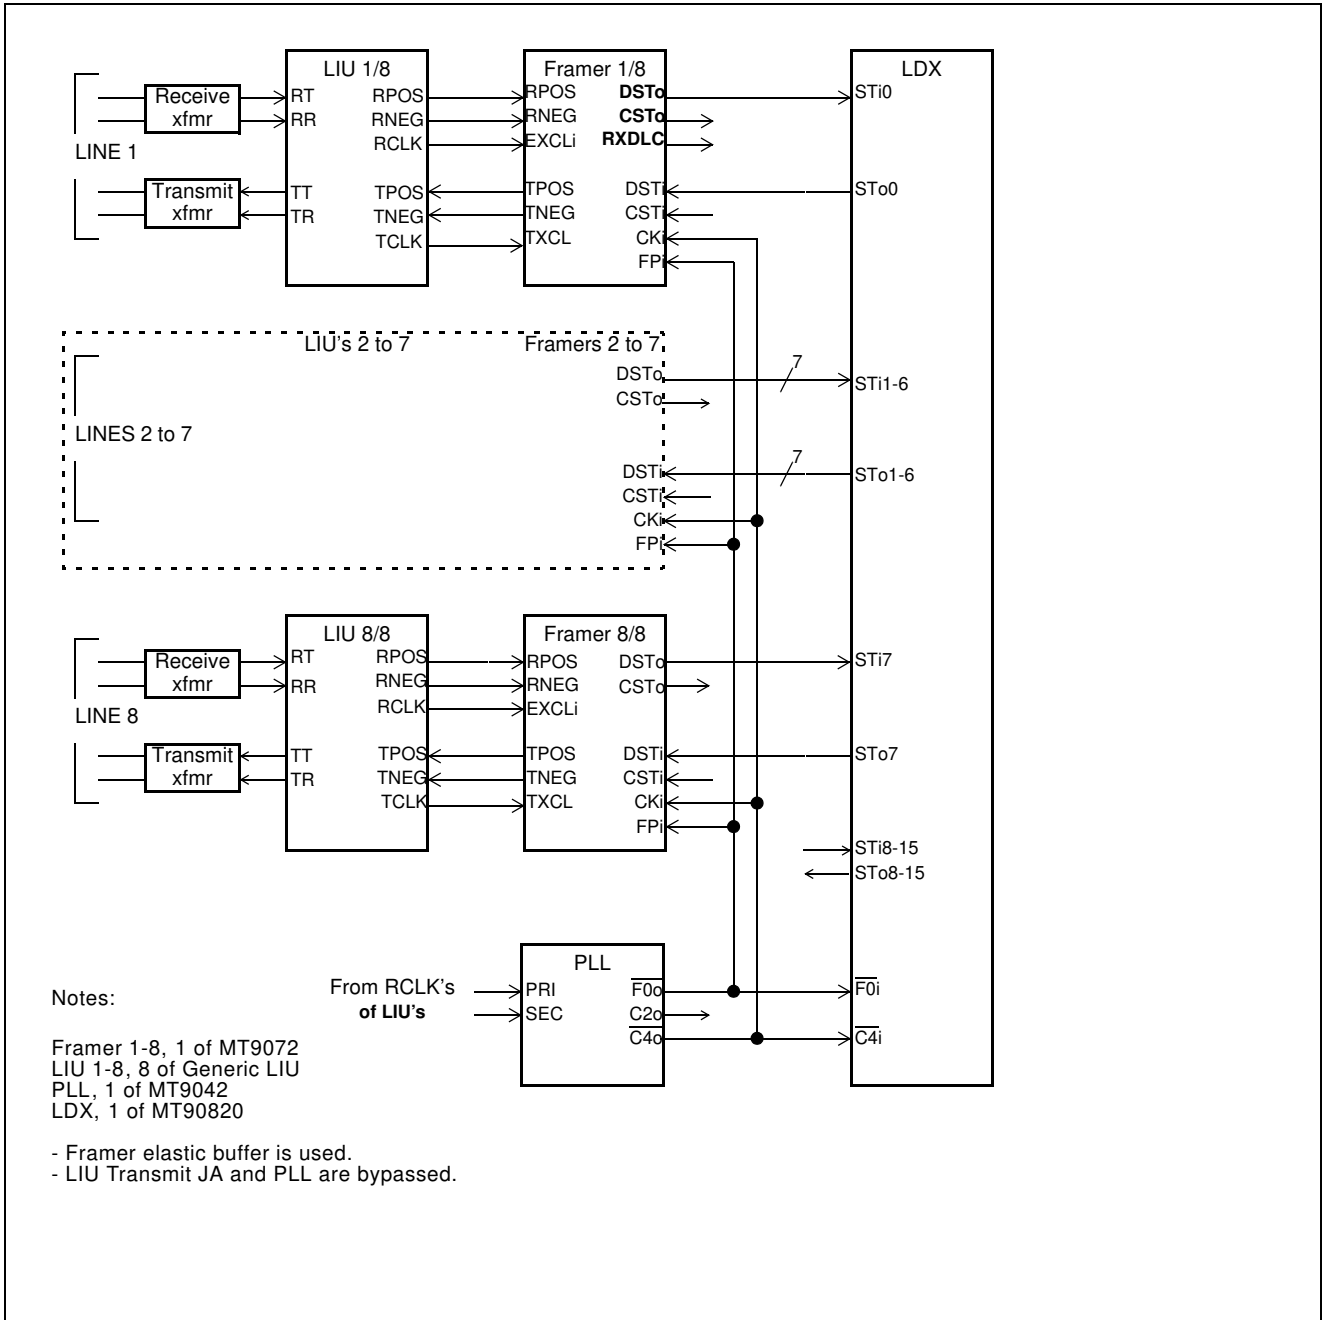 LIU 1/8
Framer 1/8
LDX
Receive
xfmr
RT
RR
RPOS
RNEG
RCLK
RPOS
RNEG
EXCLi
DSTo
CSTo
RXDLC
STi0
LINE 1
Transmit
xfmr
TT
TR
TPOS
TNEG
TCLK
TPOS
TNEG
TXCL
DSTi
CSTi
CKi
FPi
STo0
LIU's 2 to 7
Framers 2 to 7
DSTo
CSTo
7
STi1-6
LINES 2 to 7
DSTi
CSTi
CKi
FPi
7
STo1-6
LIU 8/8
Framer 8/8
Receive
xfmr
RT
RR
RPOS
RNEG
RCLK
RPOS
RNEG
EXCLi
DSTo
CSTo
STi7
LINE 8
Transmit
xfmr
TT
TR
TPOS
TNEG
TCLK
TPOS
TNEG
TXCL
DSTi
CSTi
CKi
FPi
STo7
STi8-15
STo8-15
PLL
From RCLK's
of LIU's
PRI
SEC
F0o
C2o
C4o
F0i
C4i
Notes:
Framer 1-8, 1 of MT9072
LIU 1-8, 8 of Generic LIU
PLL, 1 of MT9042
LDX, 1 of MT90820
- Framer elastic buffer is used.
- LIU Transmit JA and PLL are bypassed.